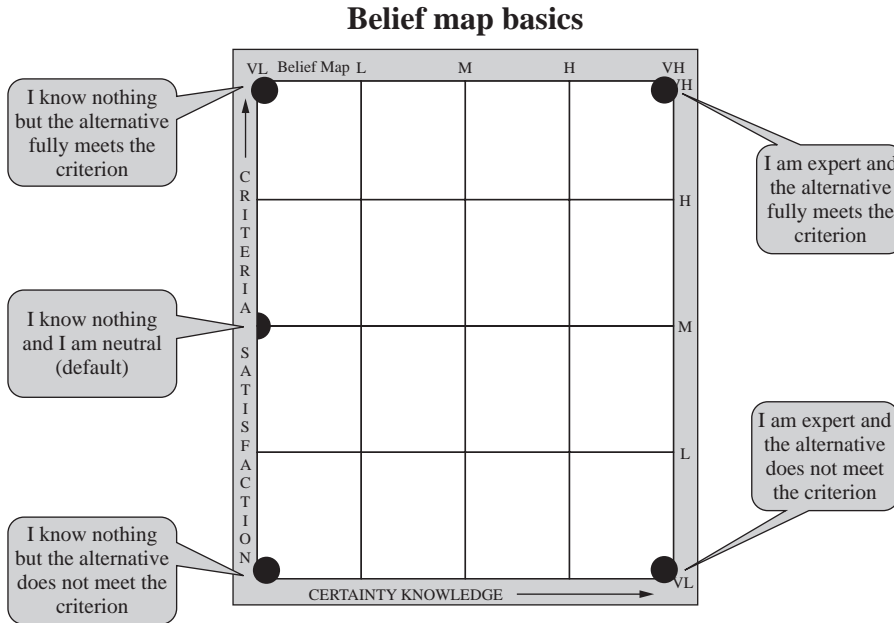 Belief map basics
VL Belief Map L M H VH
VH
I know nothing
but the alternative
fully meets the
criterion
I am expert and
the alternative
fully meets the
criterion
CRITERIA SATISFACTION
H
I know nothing
and I am neutral
(default)
M
I am expert and
the alternative
does not meet
the criterion
L
I know nothing
but the alternative
does not meet the
criterion
VL
CERTAINTY KNOWLEDGE